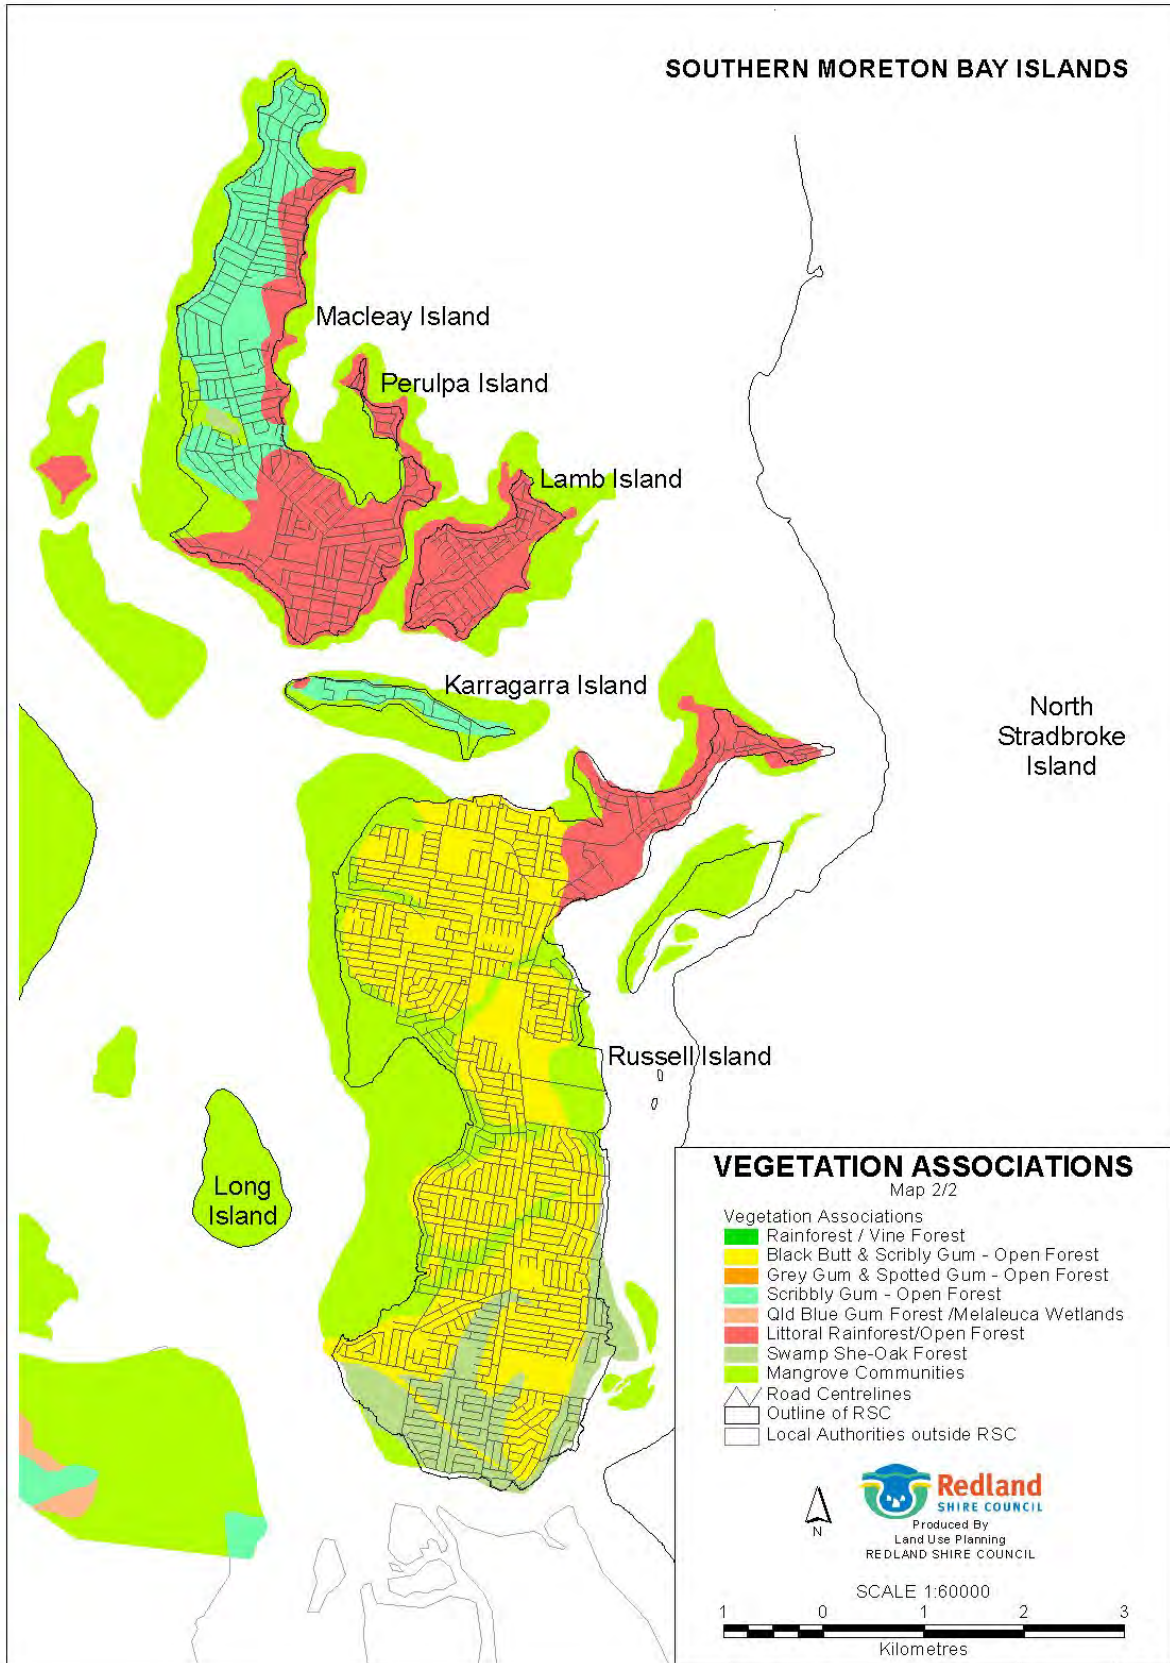 SOUTHERN MORETON BAY ISLANDS
Macleay Island
Perulpa Island
Lamb Island
Karragarra Island
North
Stradbroke
Island
Russell Island
Long
Island
VEGETATION ASSOCIATIONS
Map 2/2
Vegetation Associations
Rainforest / Vine Forest
Black Butt & Scribly Gum - Open Forest
Grey Gum & Spotted Gum - Open Forest
Scribbly Gum - Open Forest
Qld Blue Gum Forest /Melaleuca Wetlands
Littoral Rainforest/Open Forest
Swamp She-Oak Forest
Mangrove Communities
Road Centrelines
Outline of RSC
Local Authorities outside RSC
N
Redland
SHIRE COUNCIL
Produced By
Land Use Planning
REDLAND SHIRE COUNCIL
SCALE 1:60000
1 0 1 2 3
Kilometres